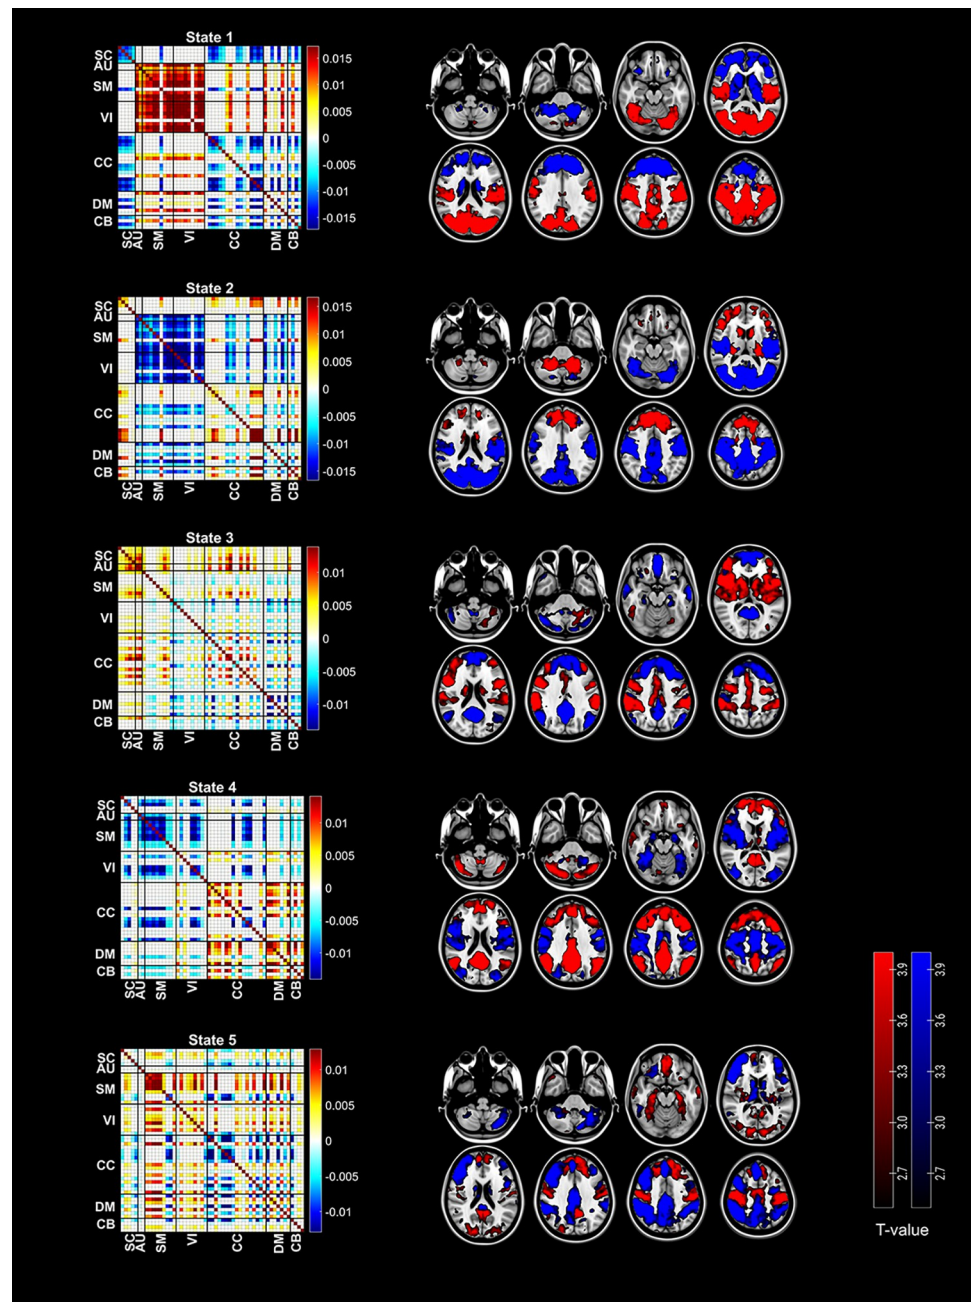 State 1
SC
AU
SM
VI
CC
DM
CB
SC AU SM VI CC DM CB
0.015
0.01
0.005
0
-0.005
-0.01
-0.015
State 2
SC
AU
SM
VI
CC
DM
CB
SC AU SM VI CC DM CB
0.015
0.01
0.005
0
-0.005
-0.01
-0.015
State 3
SC
AU
SM
VI
CC
DM
CB
SC AU SM VI CC DM CB
0.01
0.005
0
-0.005
-0.01
State 4
SC
AU
SM
VI
CC
DM
CB
SC AU SM VI CC DM CB
0.01
0.005
0
-0.005
-0.01
State 5
SC
AU
SM
VI
CC
DM
CB
SC AU SM VI CC DM CB
0.01
0.005
0
-0.005
-0.01
3.9 3.9
3.6 3.6
3.3 3.3
3.0 3.0
2.7 2.7
T-value